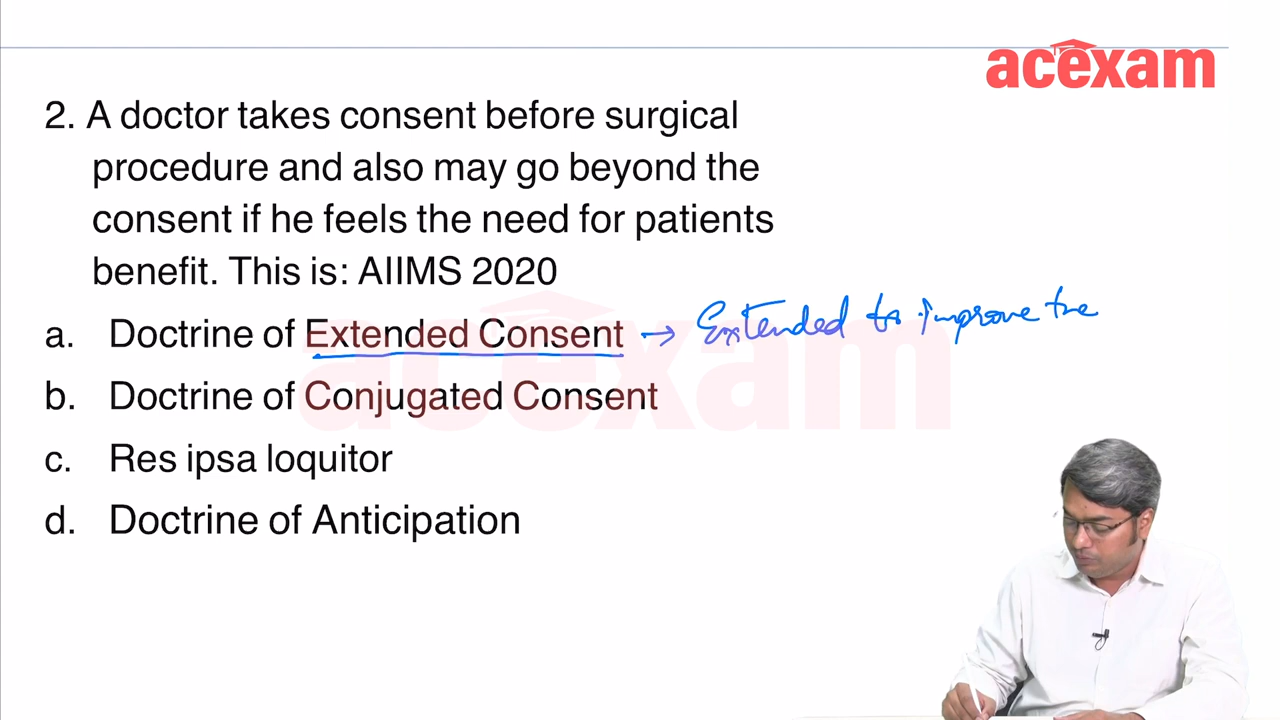 acexam
2. A doctor takes consent before surgical
procedure and also may go beyond the
consent if he feels the need for patients
benefit. This is: AIIMS 2020
a. Doctrine of Extended Consent → Extended to improve the
b. Doctrine of Conjugated Consent
c. Res ipsa loquitor
d. Doctrine of Anticipation
acexam